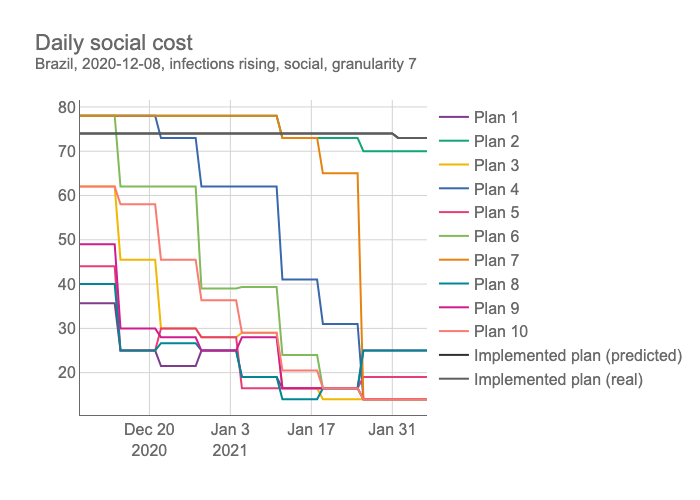 Daily social cost
Brazil, 2020-12-08, infections rising, social, granularity 7
80
70
60
50
40
30
20
Dec 20
2020
Jan 3
2021
Jan 17
Jan 31
Plan 1
Plan 2
Plan 3
Plan 4
Plan 5
Plan 6
Plan 7
Plan 8
Plan 9
Plan 10
Implemented plan (predicted)
Implemented plan (real)